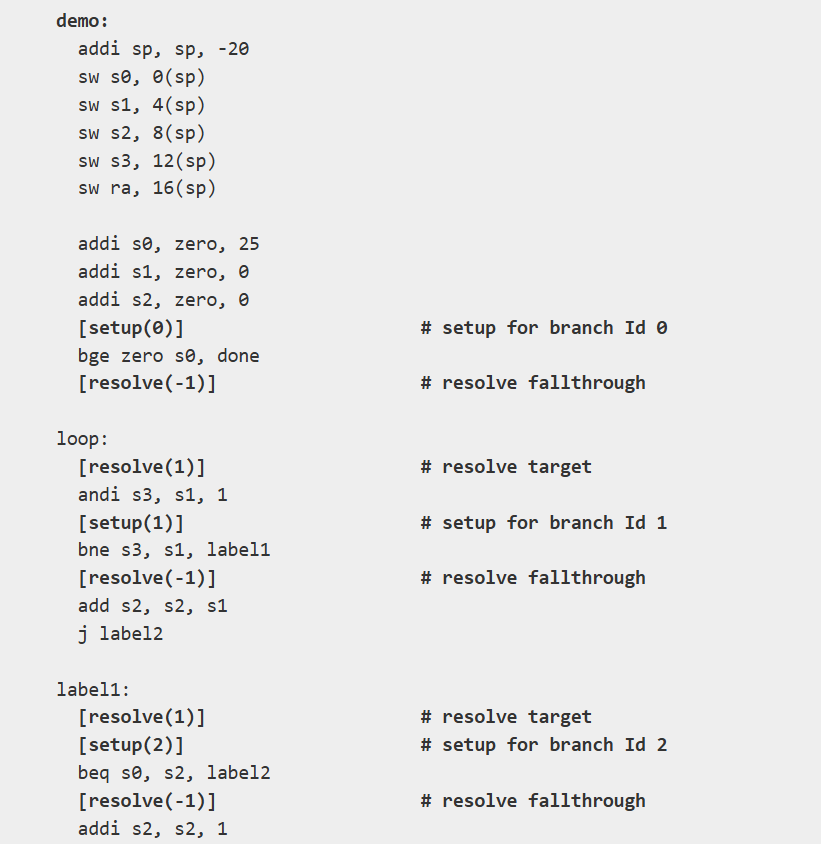 demo:
addi sp, sp, -20
sw s0, 0(sp)
sw s1, 4(sp)
sw s2, 8(sp)
sw s3, 12(sp)
sw ra, 16(sp)
addi s0, zero, 25
addi s1, zero, 0
addi s2, zero, 0
[setup(0)] # setup for branch Id 0
bge zero s0, done
[resolve(-1)] # resolve fallthrough
loop:
[resolve(1)] # resolve target
andi s3, s1, 1
[setup(1)] # setup for branch Id 1
bne s3, s1, label1
[resolve(-1)] # resolve fallthrough
add s2, s2, s1
j label2
label1:
[resolve(1)] # resolve target
[setup(2)] # setup for branch Id 2
beq s0, s2, label2
[resolve(-1)] # resolve fallthrough
addi s2, s2, 1